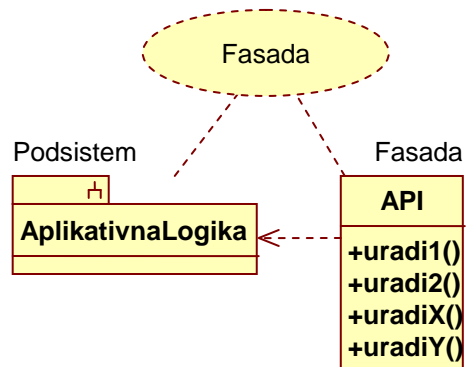 Fasada
Podsistem
Fasada
AplikativnaLogika
API
+uradi1()
+uradi2()
+uradiX()
+uradiY()